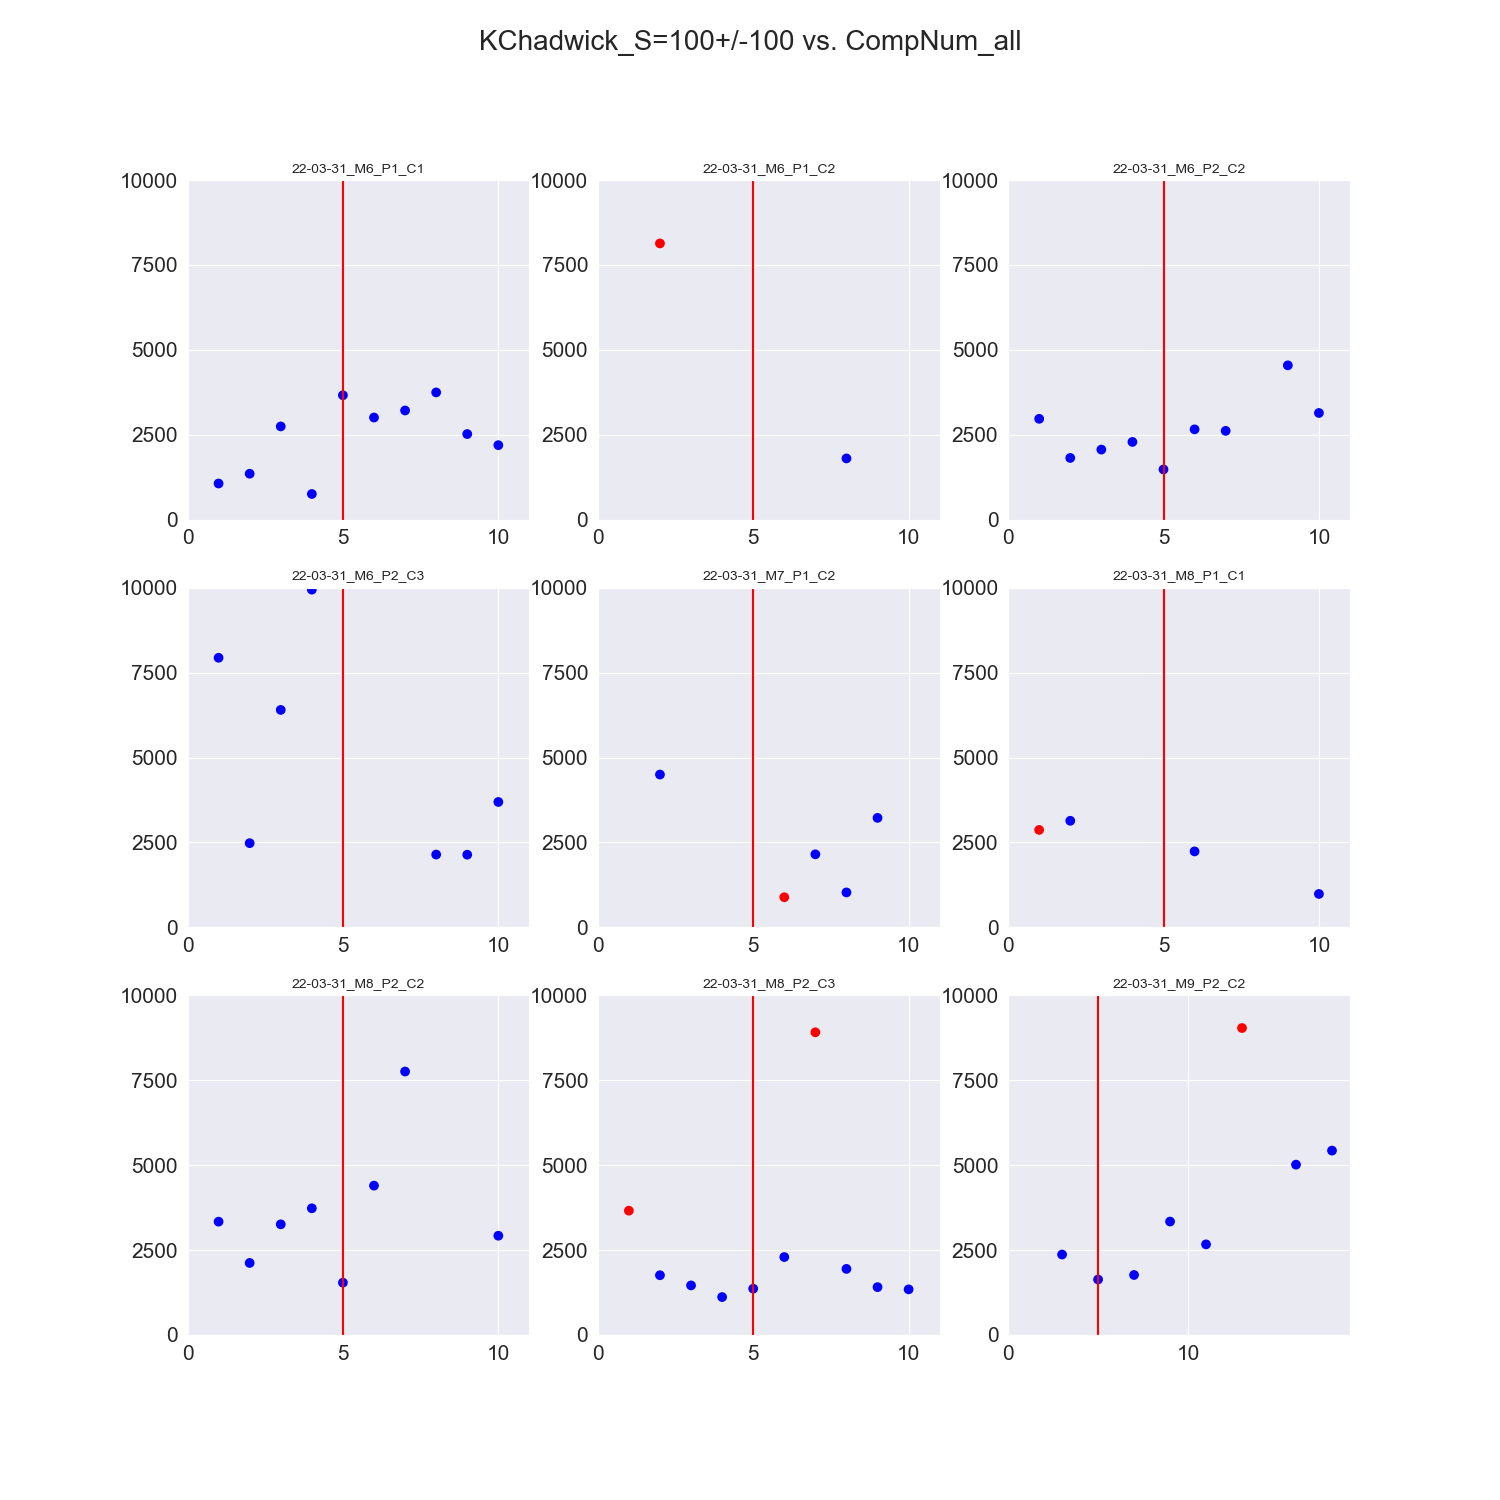 KChadwick_S=100+/-100 vs. CompNum_all
22-03-31_M6_P1_C1
22-03-31_M6_P1_C2
22-03-31_M6_P2_C2
10000
7500
5000
2500
0
0 5 10
10000
7500
5000
2500
0
0 5 10
10000
7500
5000
2500
0
0 5 10
22-03-31_M6_P2_C3
22-03-31_M7_P1_C2
22-03-31_M8_P1_C1
10000
7500
5000
2500
0
0 5 10
10000
7500
5000
2500
0
0 5 10
10000
7500
5000
2500
0
0 5 10
22-03-31_M8_P2_C2
22-03-31_M8_P2_C3
22-03-31_M9_P2_C2
10000
7500
5000
2500
0
0 5 10
10000
7500
5000
2500
0
0 5 10
10000
7500
5000
2500
0
0 10